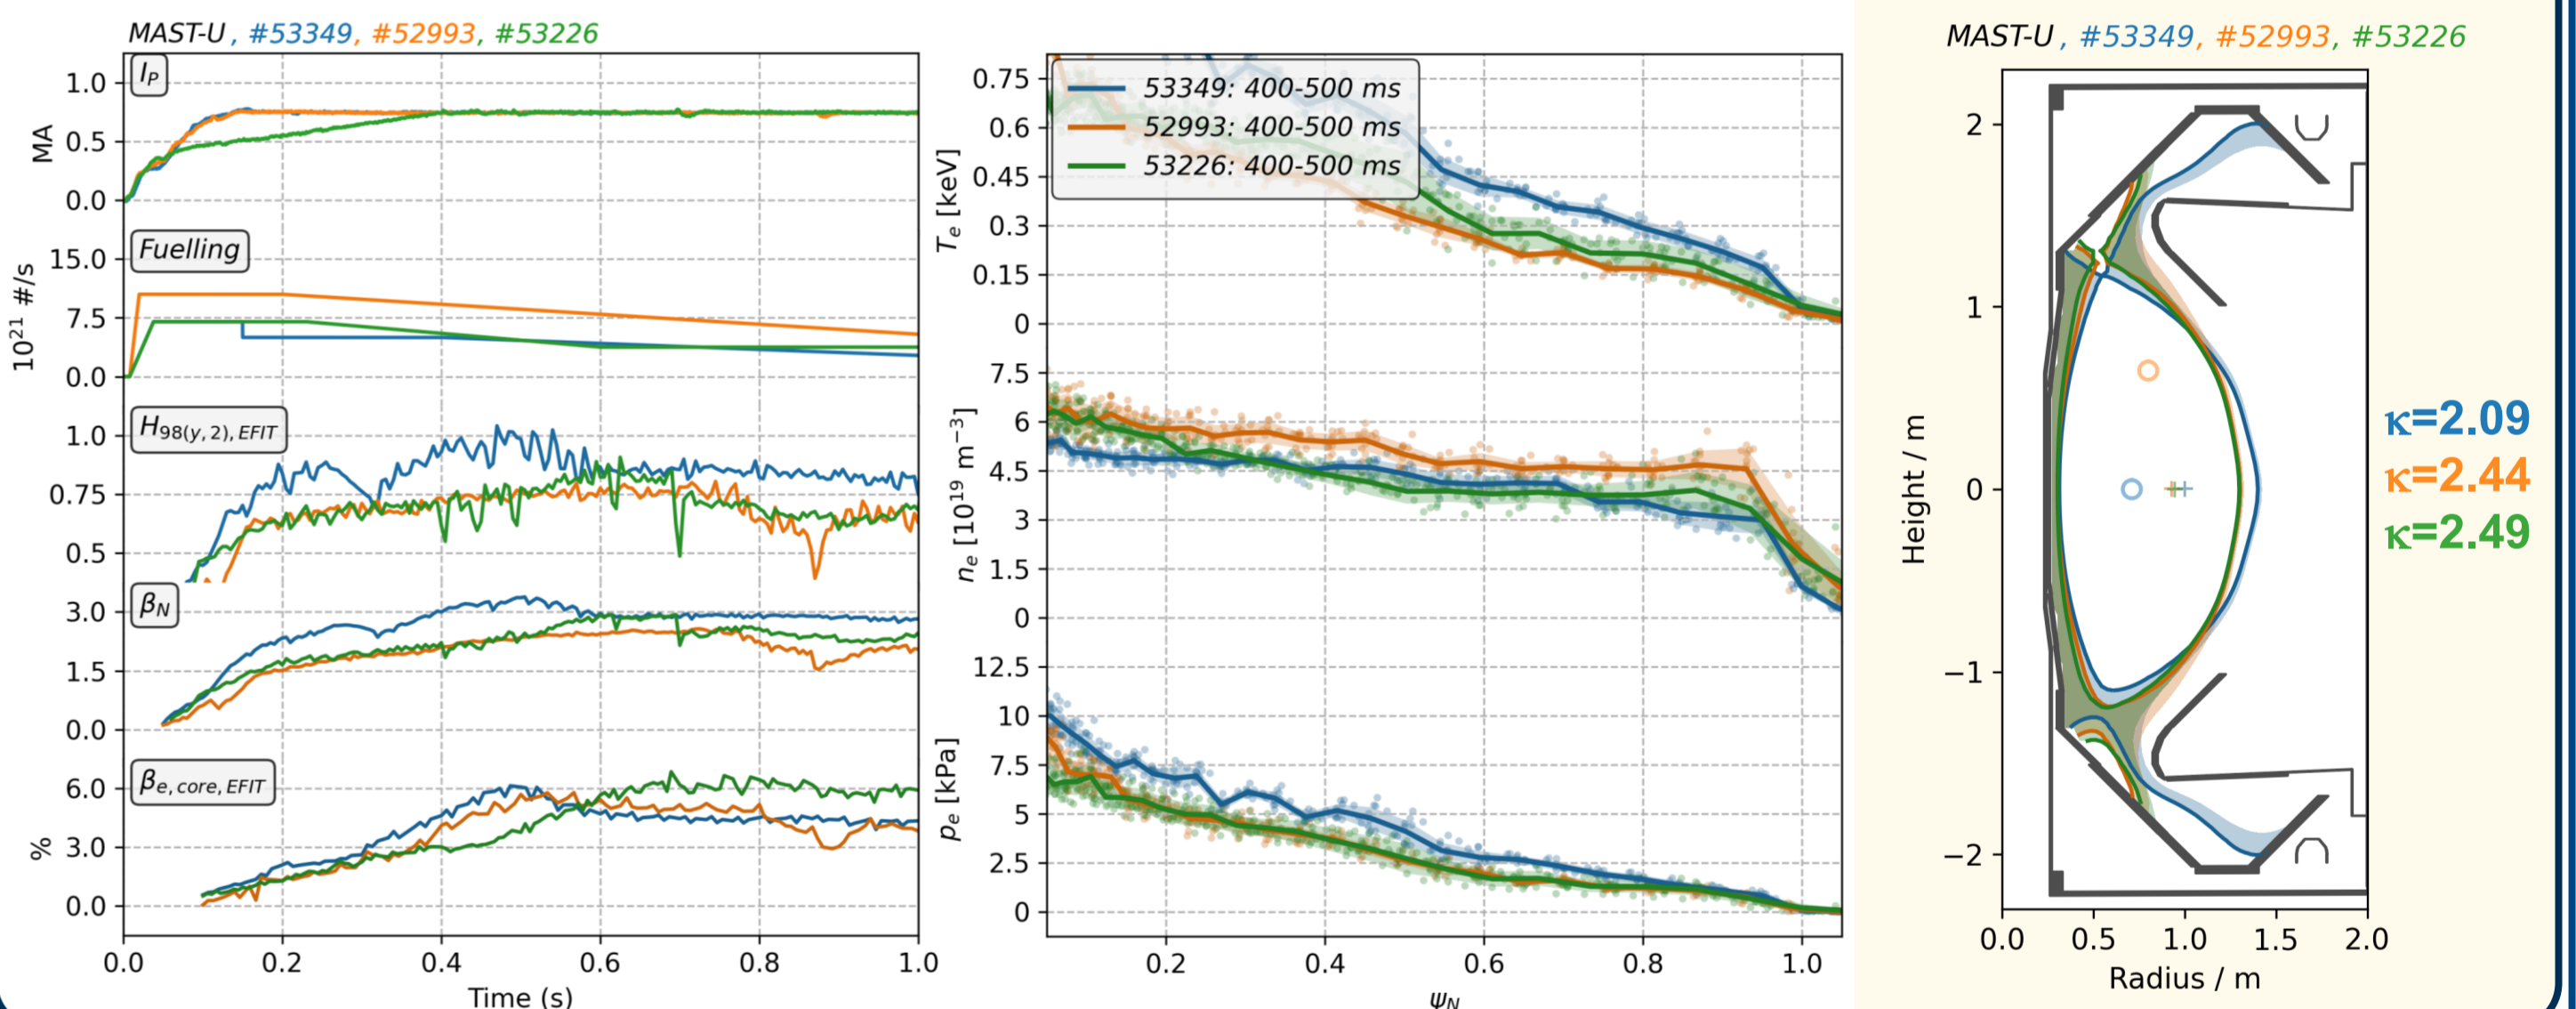 MAST-U, #53349, #52993, #53226
I_P
MA
1.0
0.5
0.0
Fuelling
10^21 #/s
15.0
7.5
0.0
H_98(y, 2), EFIT
1.0
0.75
0.5
β_N
3.0
1.5
0.0
β_e, core, EFIT
%
6.0
3.0
0.0
0.0 0.2 0.4 0.6 0.8 1.0
Time (s)
53349: 400-500 ms
52993: 400-500 ms
53226: 400-500 ms
T_e [keV]
0.75
0.6
0.45
0.3
0.15
0
n_e [10^19 m^−3]
7.5
6
4.5
3
1.5
0
p_e [kPa]
12.5
10
7.5
5
2.5
0
0.2 0.4 0.6 0.8 1.0
ψ_N
MAST-U, #53349, #52993, #53226
Height / m
2
1
0
−1
−2
0.0 0.5 1.0 1.5 2.0
Radius / m
κ=2.09
κ=2.44
κ=2.49